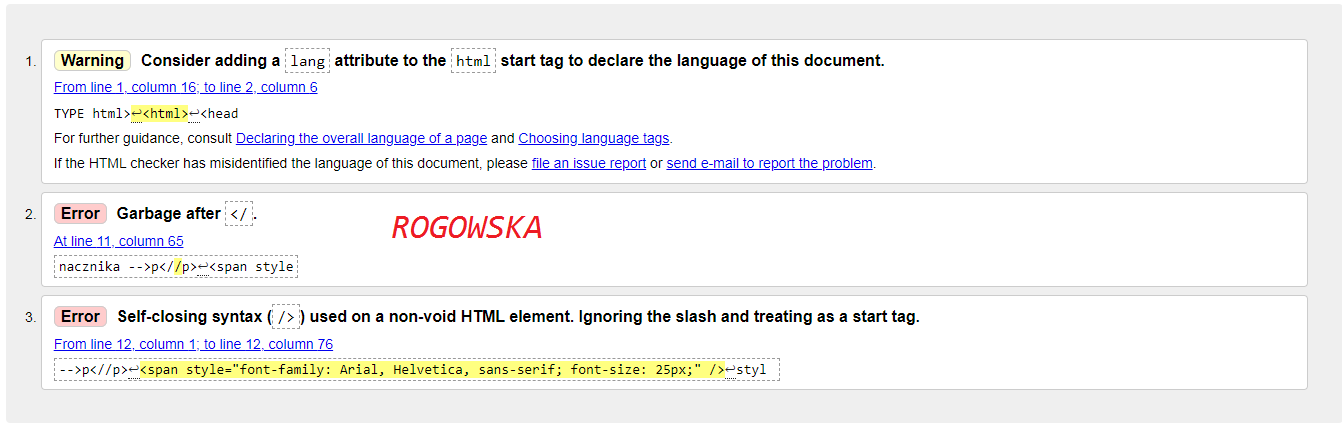 1. Warning Consider adding a lang attribute to the html start tag to declare the language of this document.
From line 1, column 16; to line 2, column 6
TYPE html>↩<html>↩<head
For further guidance, consult Declaring the overall language of a page and Choosing language tags.
If the HTML checker has misidentified the language of this document, please file an issue report or send e-mail to report the problem.
2. Error Garbage after </.
ROGOWSKA
At line 11, column 65
nacznika -->p<//p>↩<span style
3. Error Self-closing syntax (/>) used on a non-void HTML element. Ignoring the slash and treating as a start tag.
From line 12, column 1; to line 12, column 76
-->p<//p>↩<span style="font-family: Arial, Helvetica, sans-serif; font-size: 25px;" />↩styl